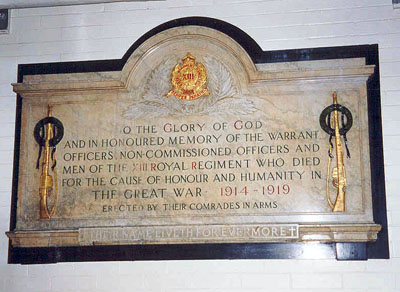 XIII
TO THE GLORY OF GOD
AND IN HONOURED MEMORY OF THE WARRANT
OFFICERS NON-COMMISSIONED OFFICERS AND
MEN OF THE XIII ROYAL REGIMENT WHO DIED
FOR THE CAUSE OF HONOUR AND HUMANITY IN
THE GREAT WAR 1914-1919
ERECTED BY THEIR COMRADES IN ARMS
THEIR NAME LIVETH FOR EVERMORE